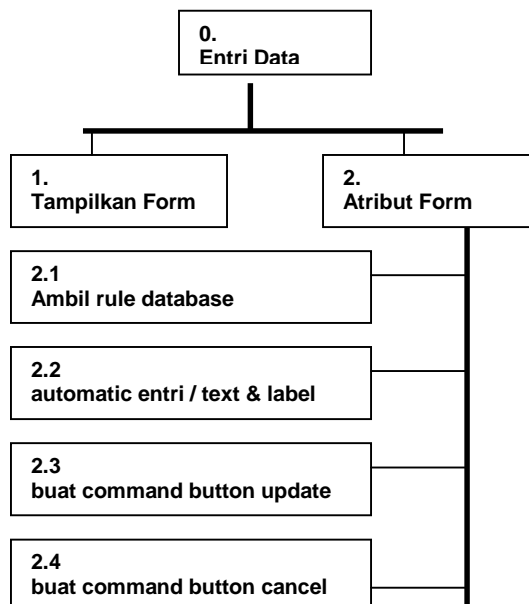 0.
Entri Data
1.
Tampilkan Form
2.
Atribut Form
2.1
Ambil rule database
2.2
automatic entri / text & label
2.3
buat command button update
2.4
buat command button cancel